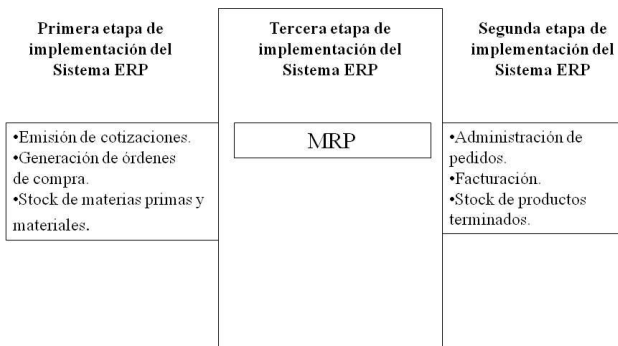 Primera etapa de
implementación del
Sistema ERP
•Emisión de cotizaciones.
•Generación de órdenes
de compra.
•Stock de materias primas y
materiales.
Tercera etapa de
implementación del
Sistema ERP
MRP
Segunda etapa de
implementación del
Sistema ERP
•Administración de
pedidos.
•Facturación.
•Stock de productos
terminados.